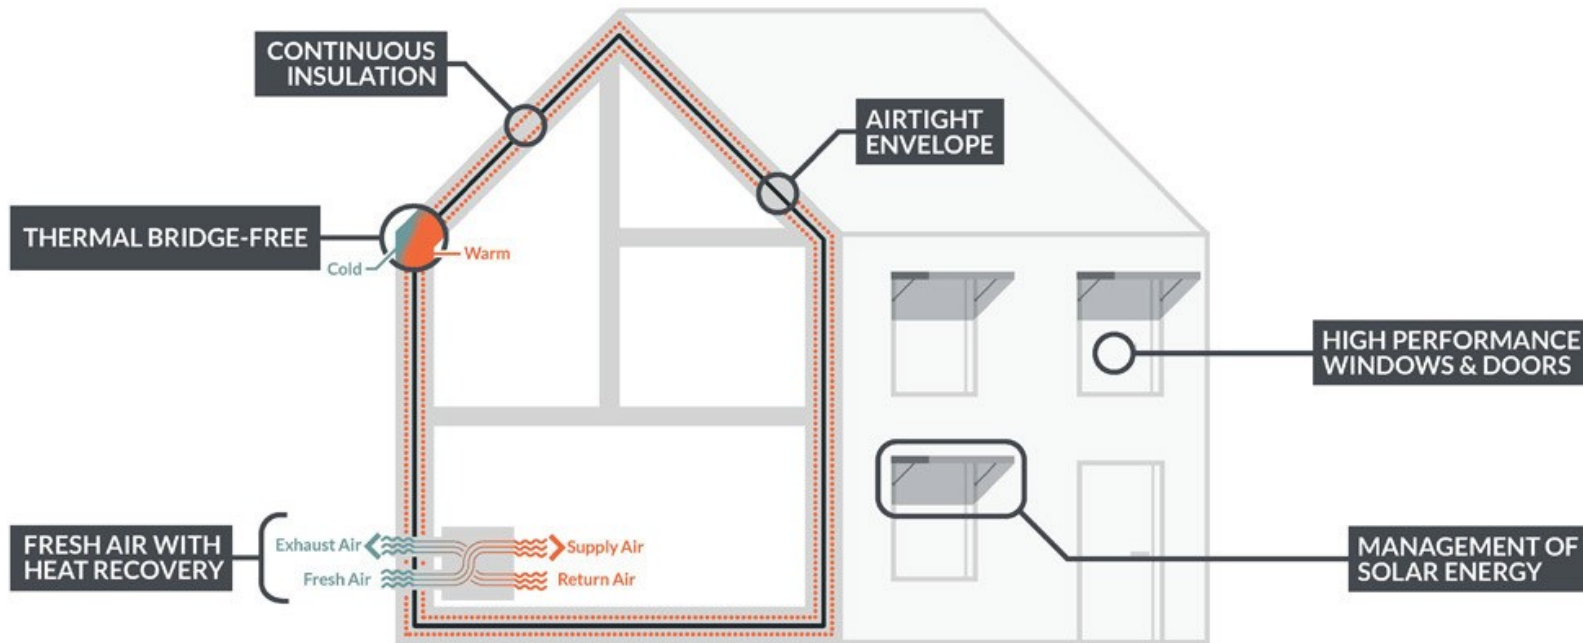 CONTINUOUS
INSULATION
AIRTIGHT
ENVELOPE
THERMAL BRIDGE-FREE
Cold
Warm
HIGH PERFORMANCE
WINDOWS & DOORS
FRESH AIR WITH
HEAT RECOVERY
Exhaust Air
Supply Air
Fresh Air
Return Air
MANAGEMENT OF
SOLAR ENERGY